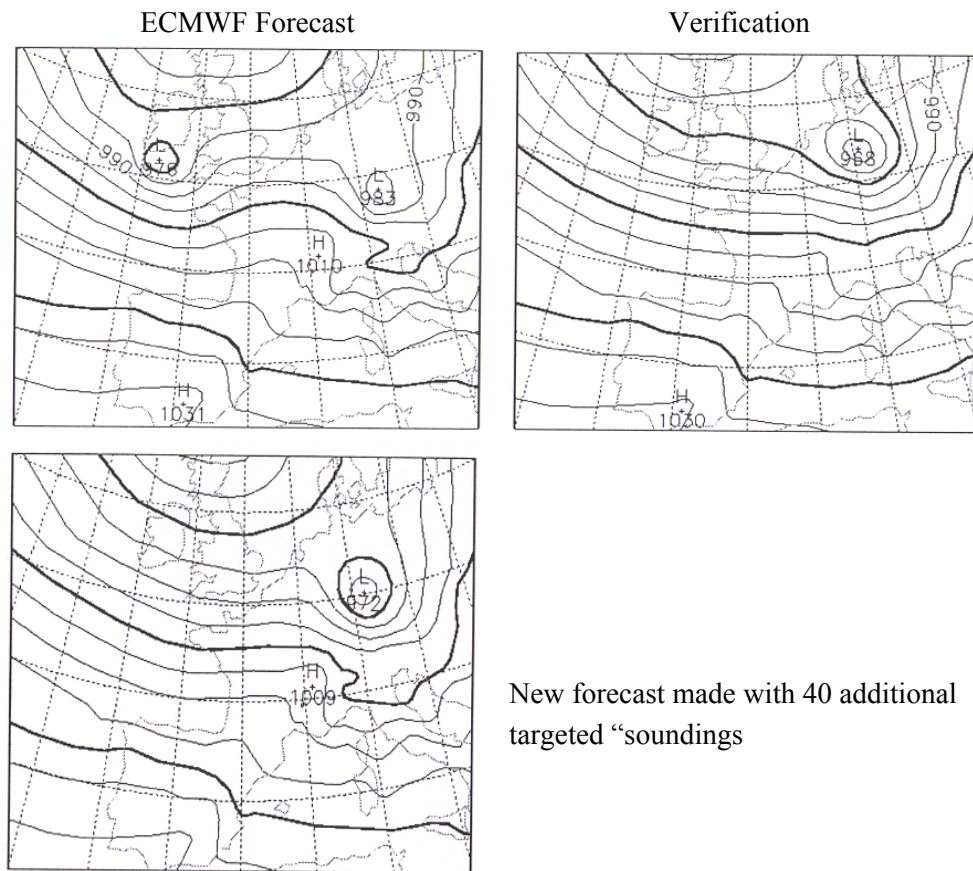 ECMWF Forecast
Verification
990
990
L
976
L
983
H
1010
H
1031
990
L
968
H
1030
L
972
H
1009
New forecast made with 40 additional
targeted “soundings